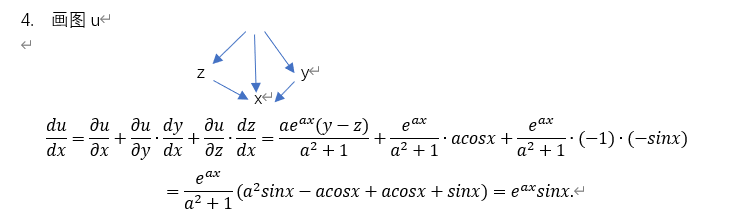 4. 画图 u
z
y
x
du/dx = ∂u/∂x + ∂u/∂y · dy/dx + ∂u/∂z · dz/dx = ae^{ax}(y − z)/(a² + 1) + e^{ax}/(a² + 1) · acosx + e^{ax}/(a² + 1) · (−1) · (−sinx)
= e^{ax}/(a² + 1) (a²sinx − acosx + acosx + sinx) = e^{ax}sinx.